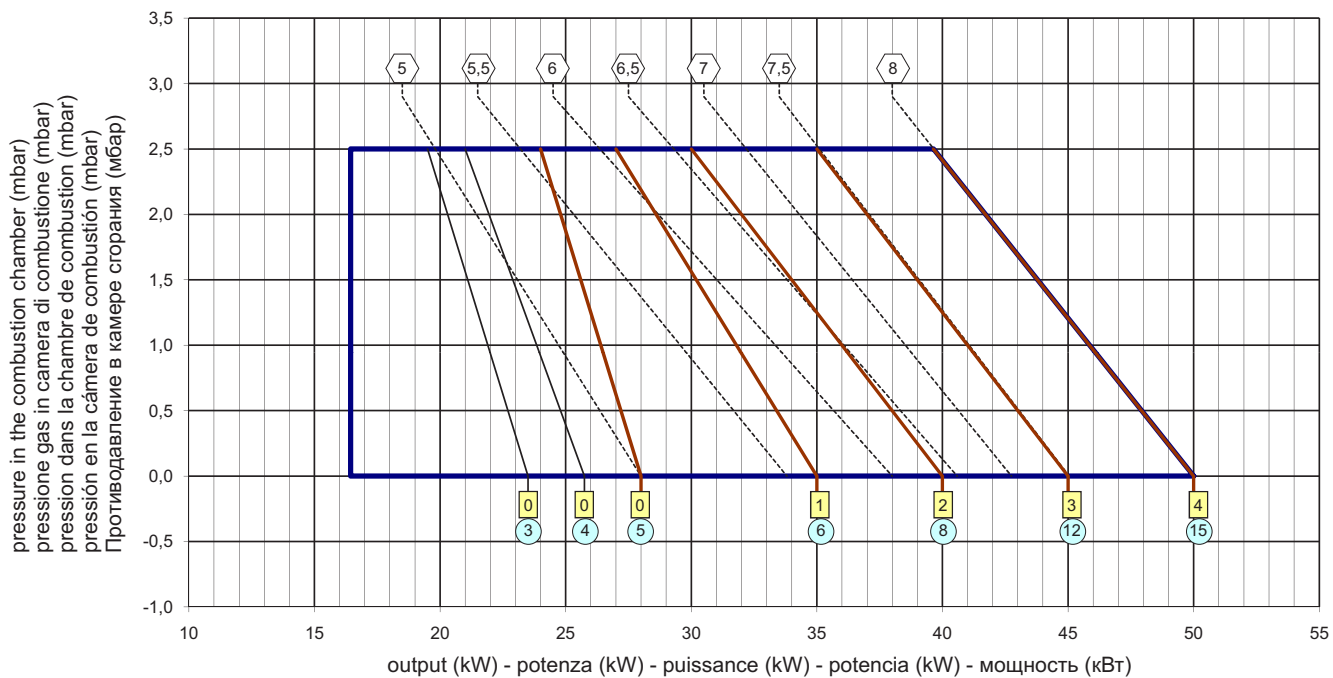 3,5
3,0
2,5
2,0
1,5
1,0
0,5
0,0
-0,5
-1,0
pressure in the combustion chamber (mbar)
pressione gas in camera di combustione (mbar)
pression dans la chambre de combustion (mbar)
pressión en la cámera de combustión (mbar)
Противодавление в камере сгорания (мбар)
5 5,5 6 6,5 7 7,5 8
0 0 0 1 2 3 4
3 4 5 6 8 12 15
10 15 20 25 30 35 40 45 50 55
output (kW) - potenza (kW) - puissance (kW) - potencia (kW) - мощность (кВт)